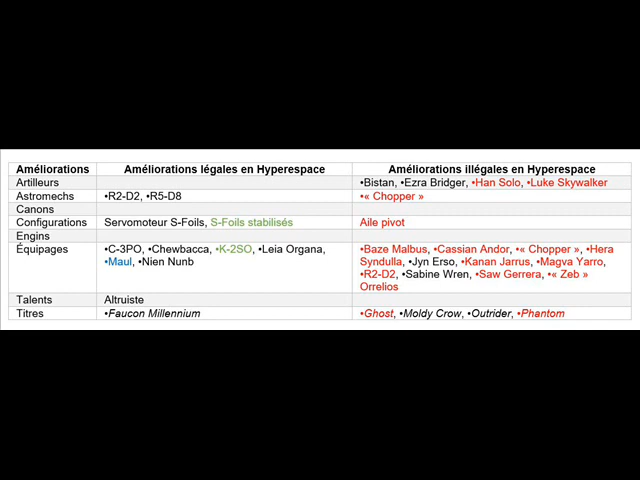 Améliorations Améliorations légales en Hyperespace Améliorations illégales en Hyperespace
Artilleurs •Bistan, •Ezra Bridger, •Han Solo, •Luke Skywalker
Astromechs •R2-D2, •R5-D8 •« Chopper »
Canons
Configurations Servomoteur S-Foils, S-Foils stabilisés Aile pivot
Engins
Équipages •C-3PO, •Chewbacca, •K-2SO, •Leia Organa, •Baze Malbus, •Cassian Andor, •« Chopper », •Hera
•Maul, •Nien Nunb Syndulla, •Jyn Erso, •Kanan Jarrus, •Magva Yarro,
•R2-D2, •Sabine Wren, •Saw Gerrera, •« Zeb »
Orrelios
Talents Altruiste
Titres •Faucon Millennium •Ghost, •Moldy Crow, •Outrider, •Phantom